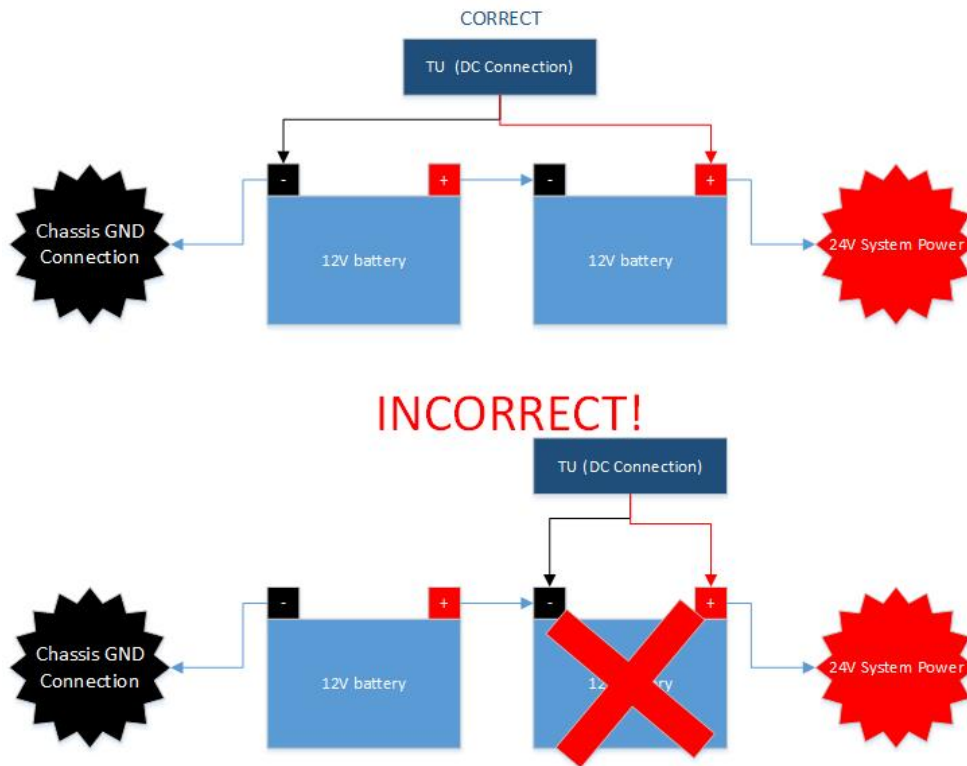 CORRECT
TU (DC Connection)
- + - +
Chassis GND
Connection
12V battery
12V battery
24V System Power
INCORRECT!
TU (DC Connection)
- + - +
Chassis GND
Connection
12V battery
24V System Power